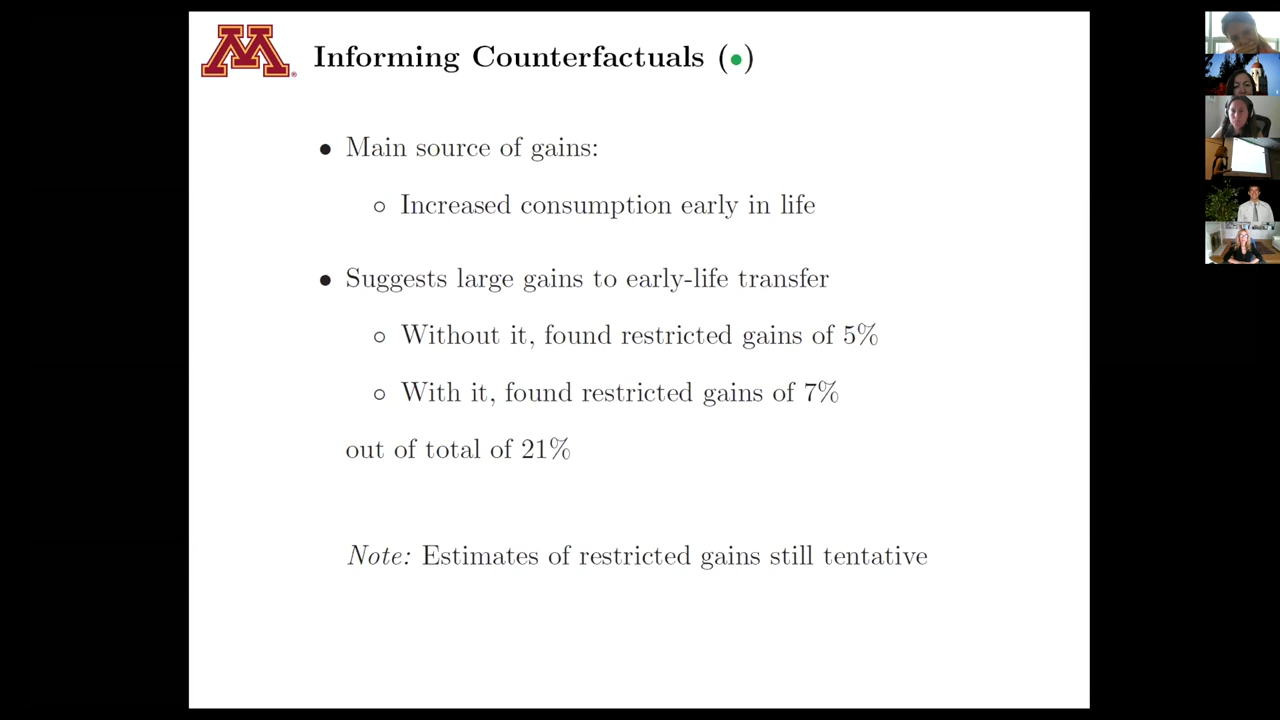 M
Informing Counterfactuals (•)
• Main source of gains:
◦ Increased consumption early in life
• Suggests large gains to early-life transfer
◦ Without it, found restricted gains of 5%
◦ With it, found restricted gains of 7%
out of total of 21%
Note: Estimates of restricted gains still tentative